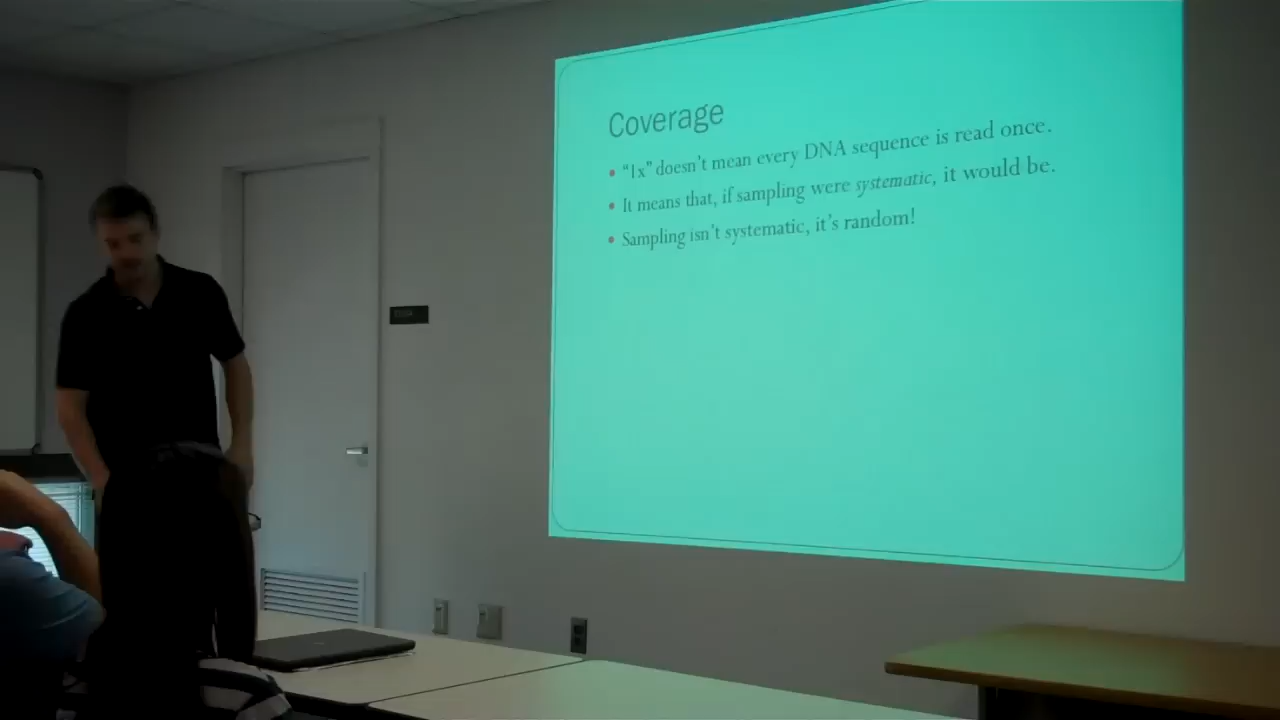 Coverage
• “1x” doesn’t mean every DNA sequence is read once.
• It means that, if sampling were systematic, it would be.
• Sampling isn’t systematic, it’s random!